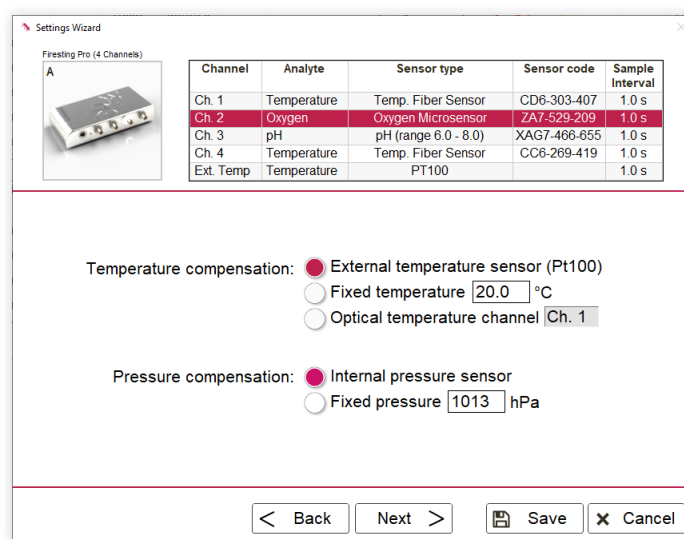 Settings Wizard
Firesting Pro (4 Channels)
A
Channel Analyte Sensor type Sensor code Sample Interval
Ch. 1 Temperature Temp. Fiber Sensor CD6-303-407 1.0 s
Ch. 2 Oxygen Oxygen Microsensor ZA7-529-209 1.0 s
Ch. 3 pH pH (range 6.0 - 8.0) XAG7-466-655 1.0 s
Ch. 4 Temperature Temp. Fiber Sensor CC6-269-419 1.0 s
Ext. Temp Temperature PT100 1.0 s
Temperature compensation: External temperature sensor (Pt100)
Fixed temperature 20.0 °C
Optical temperature channel Ch. 1
Pressure compensation: Internal pressure sensor
Fixed pressure 1013 hPa
< Back Next > Save Cancel